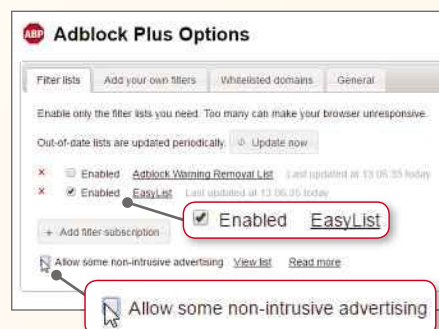 ABP Adblock Plus Options
Filter lists Add your own filters Whitelisted domains General
Enable only the filter lists you need. Too many can make your browser unresponsive.
Out-of-date lists are updated periodically. Update now
Enabled Adblock Warning Removal List Last updated at 13:06:35 today
Enabled EasyList Last updated at 13:06:35 today
Enabled EasyList
+ Add filter subscription
Allow some non-intrusive advertising View list Read more
Allow some non-intrusive advertising